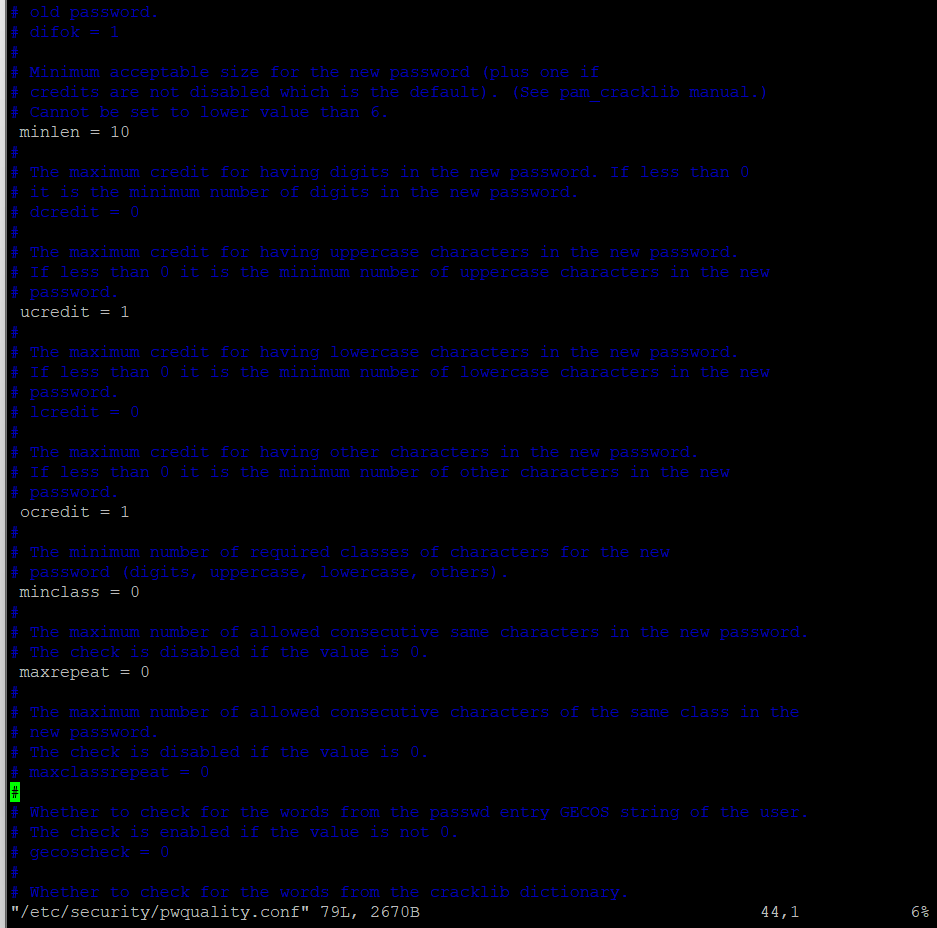 # old password.
# difok = 1
#
# Minimum acceptable size for the new password (plus one if
# credits are not disabled which is the default). (See pam_cracklib manual.)
# Cannot be set to lower value than 6.
 minlen = 10
#
# The maximum credit for having digits in the new password. If less than 0
# it is the minimum number of digits in the new password.
# dcredit = 0
#
# The maximum credit for having uppercase characters in the new password.
# If less than 0 it is the minimum number of uppercase characters in the new
# password.
 ucredit = 1
#
# The maximum credit for having lowercase characters in the new password.
# If less than 0 it is the minimum number of lowercase characters in the new
# password.
# lcredit = 0
#
# The maximum credit for having other characters in the new password.
# If less than 0 it is the minimum number of other characters in the new
# password.
 ocredit = 1
#
# The minimum number of required classes of characters for the new
# password (digits, uppercase, lowercase, others).
 minclass = 0
#
# The maximum number of allowed consecutive same characters in the new password.
# The check is disabled if the value is 0.
 maxrepeat = 0
#
# The maximum number of allowed consecutive characters of the same class in the
# new password.
# The check is disabled if the value is 0.
# maxclassrepeat = 0
#
# Whether to check for the words from the passwd entry GECOS string of the user.
# The check is enabled if the value is not 0.
# gecoscheck = 0
#
# Whether to check for the words from the cracklib dictionary.
"/etc/security/pwquality.conf" 79L, 2670B 44,1 6%